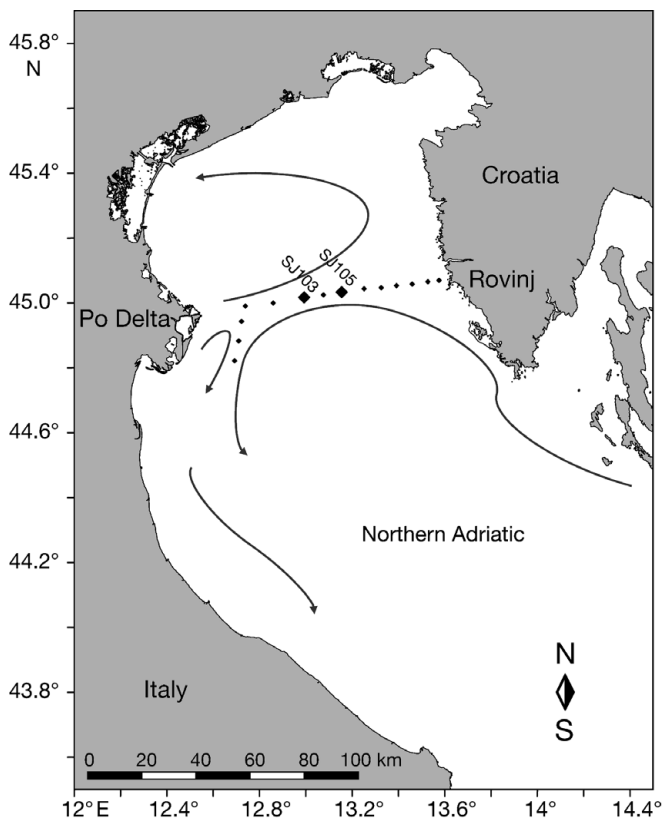 45.8°
N
45.4°
Croatia
SJ103
SJ105
Rovinj
45.0°
Po Delta
44.6°
Northern Adriatic
44.2°
N
43.8°
Italy
S
0 20 40 60 80 100 km
12°E 12.4° 12.8° 13.2° 13.6° 14° 14.4°